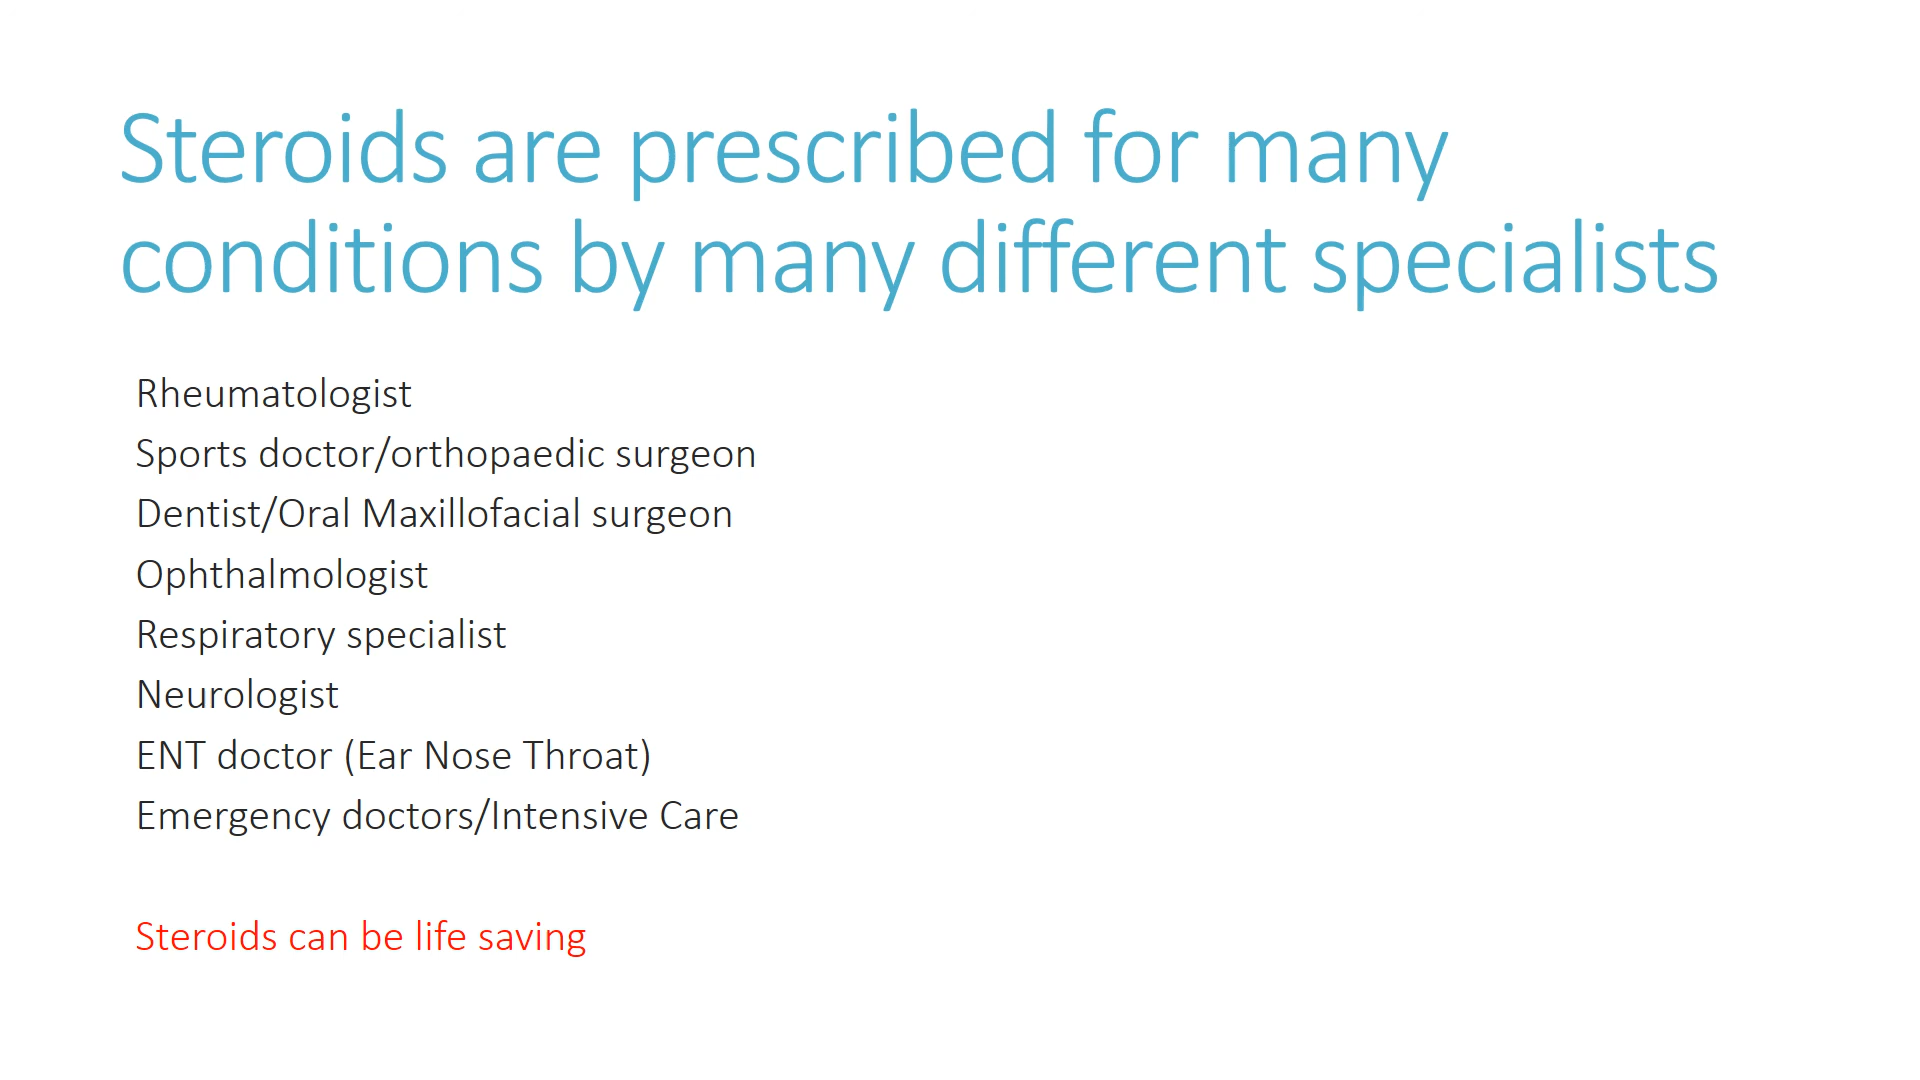 Steroids are prescribed for many
conditions by many different specialists
Rheumatologist
Sports doctor/orthopaedic surgeon
Dentist/Oral Maxillofacial surgeon
Ophthalmologist
Respiratory specialist
Neurologist
ENT doctor (Ear Nose Throat)
Emergency doctors/Intensive Care
Steroids can be life saving